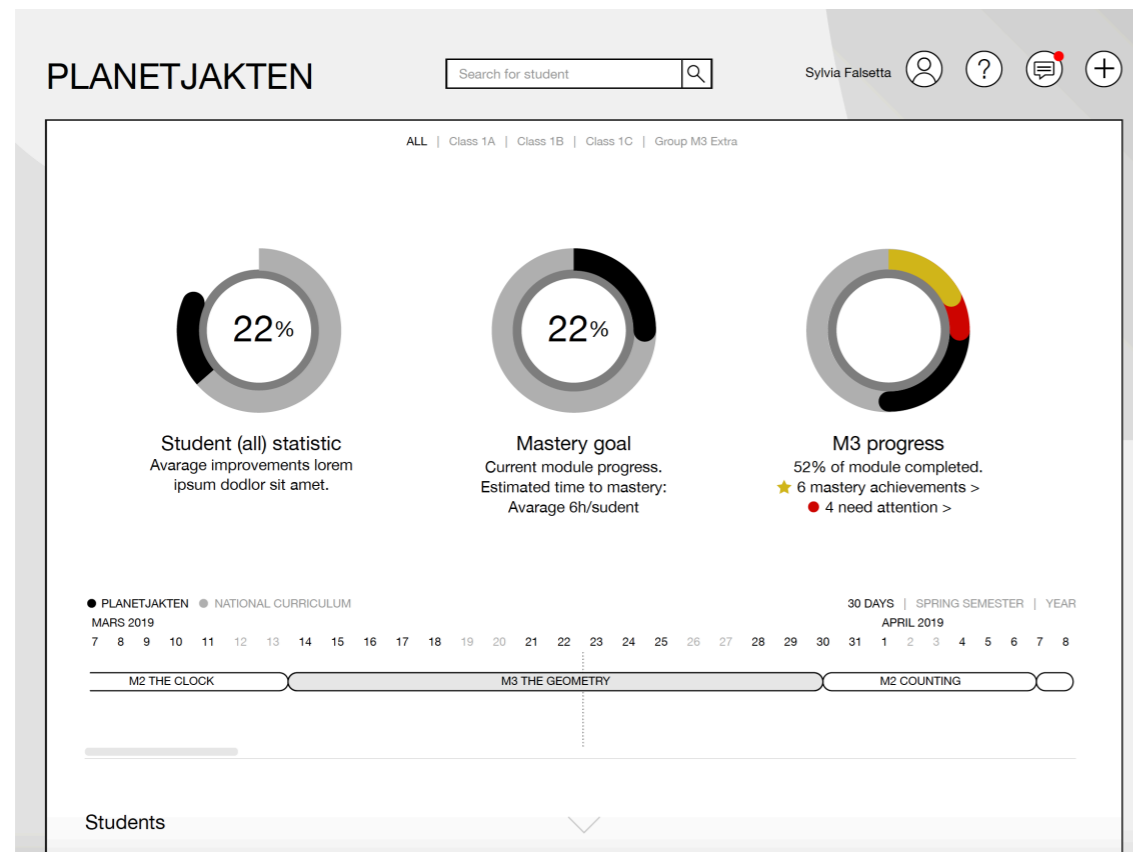 PLANETJAKTEN
Search for student
Sylvia Falsetta
?
ALL | Class 1A | Class 1B | Class 1C | Group M3 Extra
22%
22%
Student (all) statistic
Avarage improvements lorem
ipsum dodlor sit amet.
Mastery goal
Current module progress.
Estimated time to mastery:
Avarage 6h/sudent
M3 progress
52% of module completed.
6 mastery achievements >
4 need attention >
PLANETJAKTEN NATIONAL CURRICULUM
30 DAYS | SPRING SEMESTER | YEAR
MARS 2019 APRIL 2019
7 8 9 10 11 12 13 14 15 16 17 18 19 20 21 22 23 24 25 26 27 28 29 30 31 1 2 3 4 5 6 7 8
M2 THE CLOCK M3 THE GEOMETRY M2 COUNTING
Students